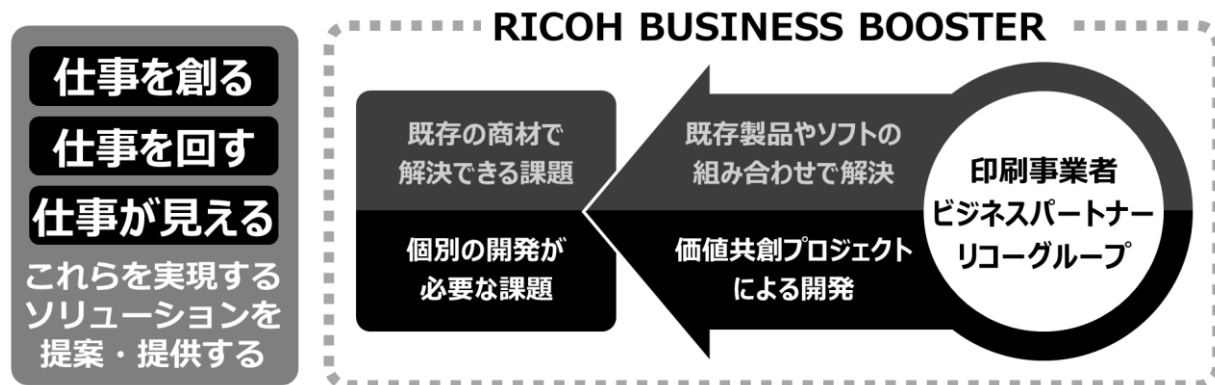 仕事を創る
仕事を回す
仕事が見える
これらを実現する
ソリューションを
提案・提供する
RICOH BUSINESS BOOSTER
既存の商材で
解決できる課題
個別の開発が
必要な課題
既存製品やソフトの
組み合わせで解決
価値共創プロジェクト
による開発
印刷事業者
ビジネスパートナー
リコーグループ